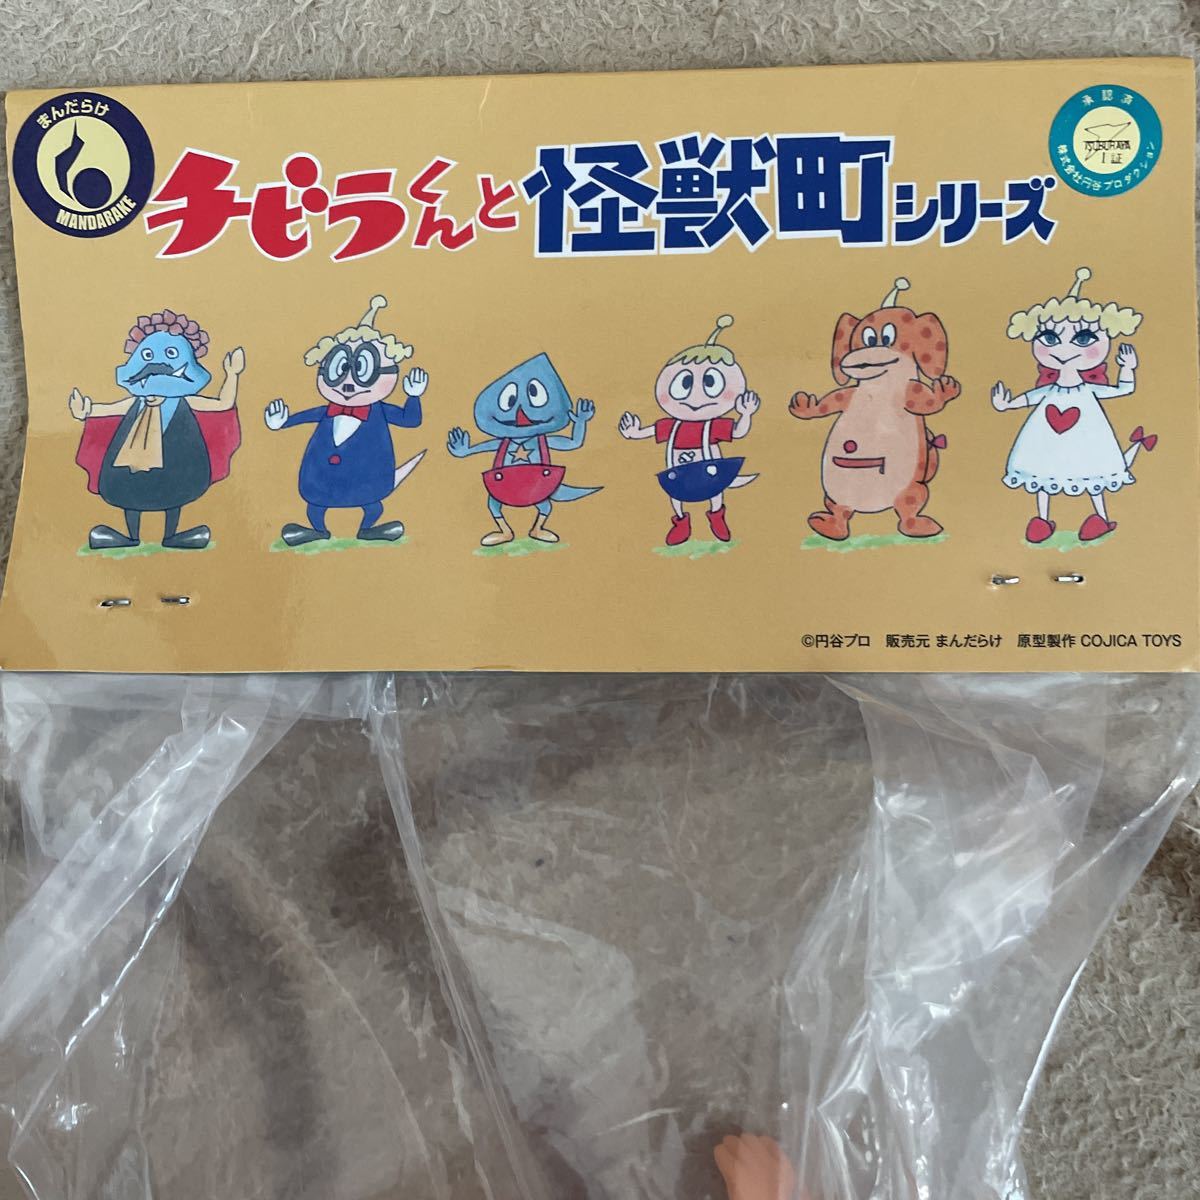 まんだらけ
MANDARAKE
チビラくんと怪獣町シリーズ
承認済
TSUBURAYA
1 証
株式会社円谷プロダクション
©円谷プロ 販売元 まんだらけ 原型製作 COJICA TOYS